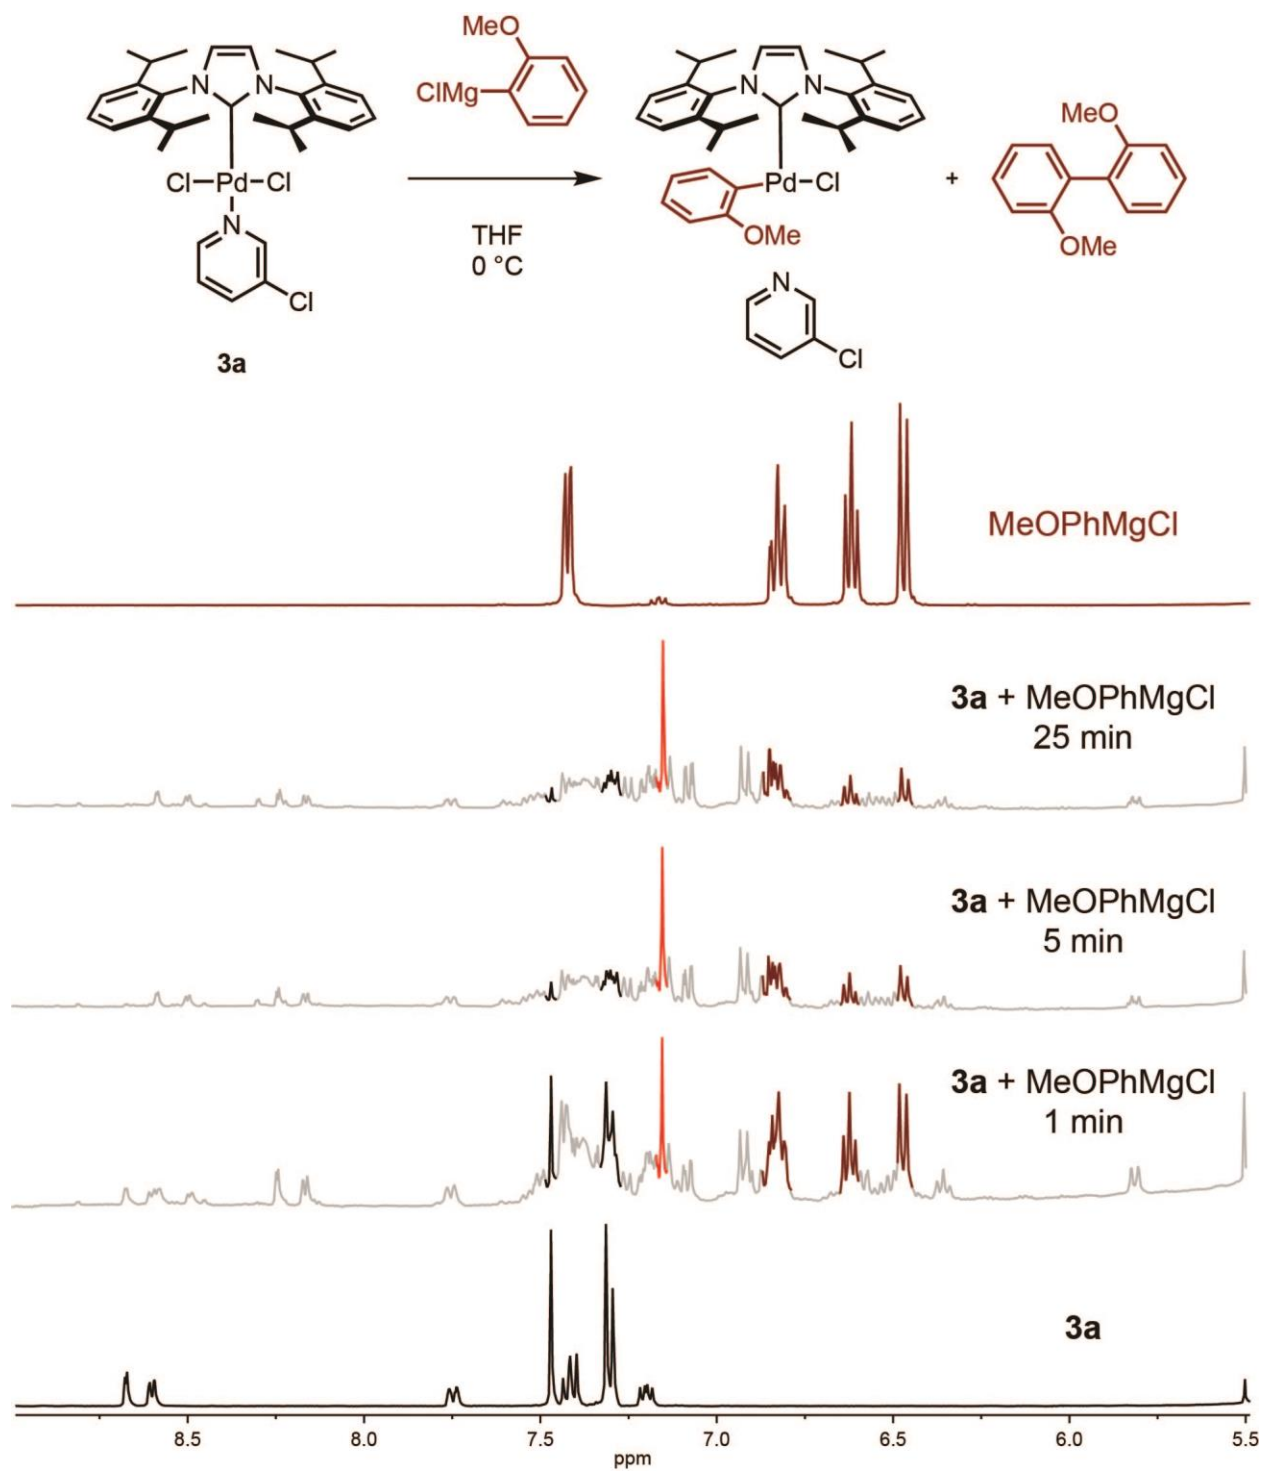 MeO
N N N N
ClMg
MeO
Cl Pd Cl
Pd Cl
+
N
THF
OMe
OMe
0 °C
N
Cl
Cl
3a
MeOPhMgCl
3a + MeOPhMgCl
25 min
3a + MeOPhMgCl
5 min
3a + MeOPhMgCl
1 min
3a
8.5 8.0 7.5 7.0 6.5 6.0 5.5
ppm